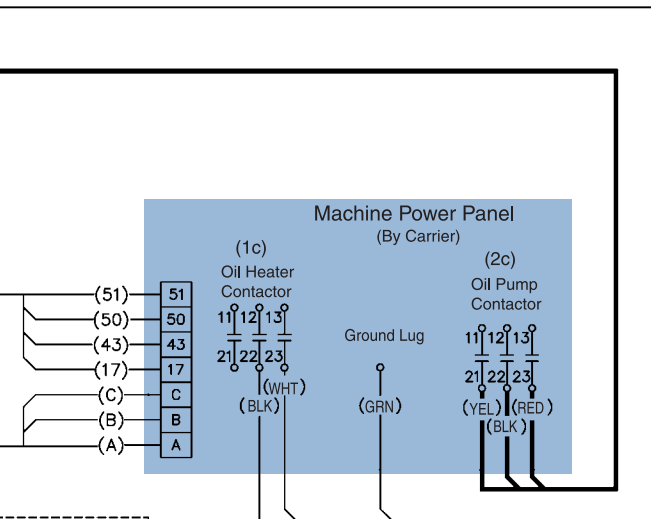 Machine Power Panel
(By Carrier)
(1c)
Oil Heater
Contactor
11 12 13
21 22 23
(WHT)
(BLK)
Ground Lug
(GRN)
(2c)
Oil Pump
Contactor
11 12 13
21 22 23
(YEL) (RED)
(BLK)
(51) 51
(50) 50
(43) 43
(17) 17
(C) C
(B) B
(A) A